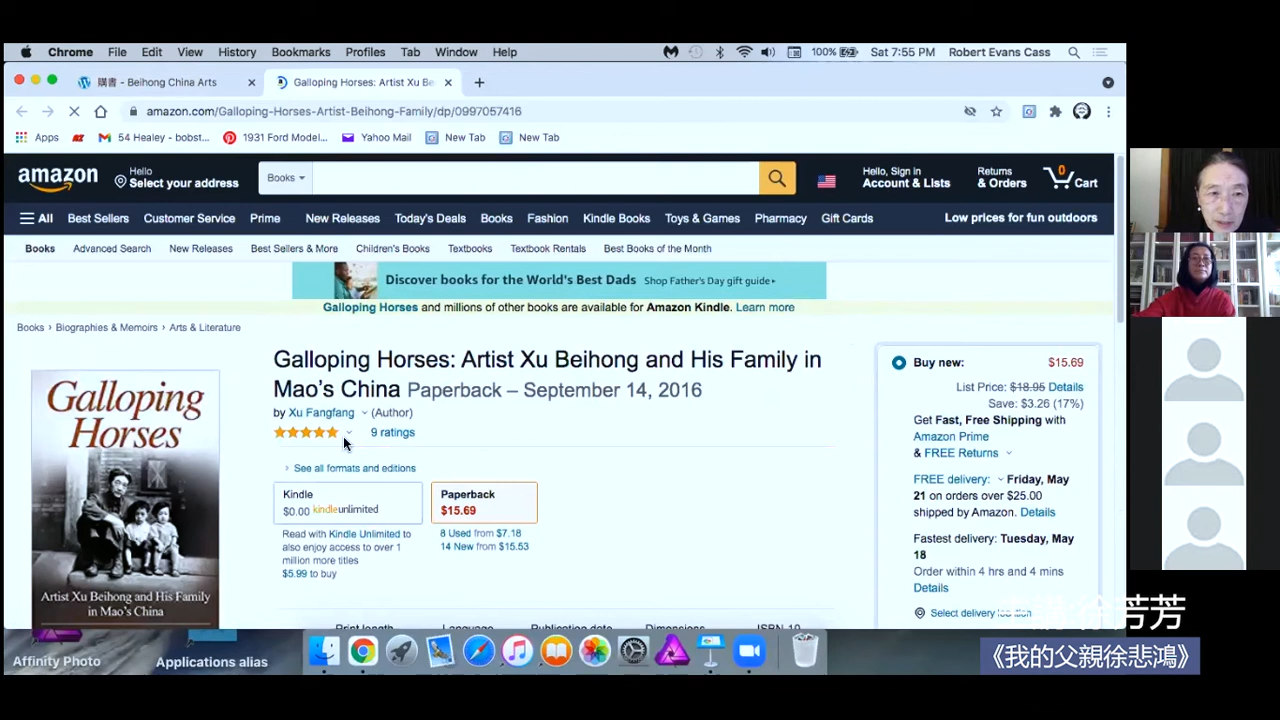 Chrome File Edit View History Bookmarks Profiles Tab Window Help 100% Sat 7:55 PM Robert Evans Cass
購書 - Beihong China Arts
Galloping Horses: Artist Xu Be
amazon.com/Galloping-Horses-Artist-Beihong-Family/dp/0997057416
Apps 54 Healey - bobst... 1931 Ford Model... Yahoo Mail New Tab New Tab
amazon
Hello
Select your address
Books
Hello, Sign in
Account & Lists
Returns
& Orders
0
Cart
All Best Sellers Customer Service Prime New Releases Today's Deals Books Fashion Kindle Books Toys & Games Pharmacy Gift Cards Low prices for fun outdoors
Books Advanced Search New Releases Best Sellers & More Children's Books Textbooks Textbook Rentals Best Books of the Month
Discover books for the World's Best Dads Shop Father's Day gift guide
Galloping Horses and millions of other books are available for Amazon Kindle. Learn more
Books › Biographies & Memoirs › Arts & Literature
Galloping Horses: Artist Xu Beihong and His Family in
Mao's China Paperback – September 14, 2016
by Xu Fangfang (Author)
9 ratings
See all formats and editions
Kindle
$0.00 kindleunlimited
Read with Kindle Unlimited to
also enjoy access to over 1
million more titles
$5.99 to buy
Paperback
$15.69
8 Used from $7.18
14 New from $15.53
Print length Language Publication date Dimensions ISBN-10
Galloping
Horses
Artist Xu Beihong and His Family
in Mao's China
Buy new: $15.69
List Price: $18.95 Details
Save: $3.26 (17%)
Get Fast, Free Shipping with
Amazon Prime
& FREE Returns
FREE delivery: Friday, May
21 on orders over $25.00
shipped by Amazon. Details
Fastest delivery: Tuesday, May
18
Order within 4 hrs and 4 mins
Details
Select delivery location
Affinity Photo
Applications alias
徐芳芳
《我的父親徐悲鴻》